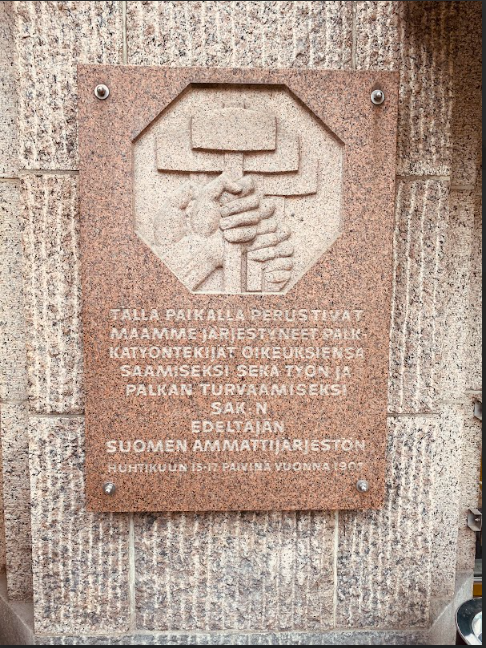 TÄLLÄ PAIKALLA PERUSTIVAT
MAAMME JÄRJESTYNEET PALK-
KATYÖNTEKIJÄT OIKEUKSIENSA
SAAMISEKSI SEKÄ TYÖN JA
PALKAN TURVAAMISEKSI
SAK:N
EDELTÄJÄN
SUOMEN AMMATTIJÄRJESTÖN
HUHTIKUUN 15-17 PÄIVINÄ VUONNA 1907